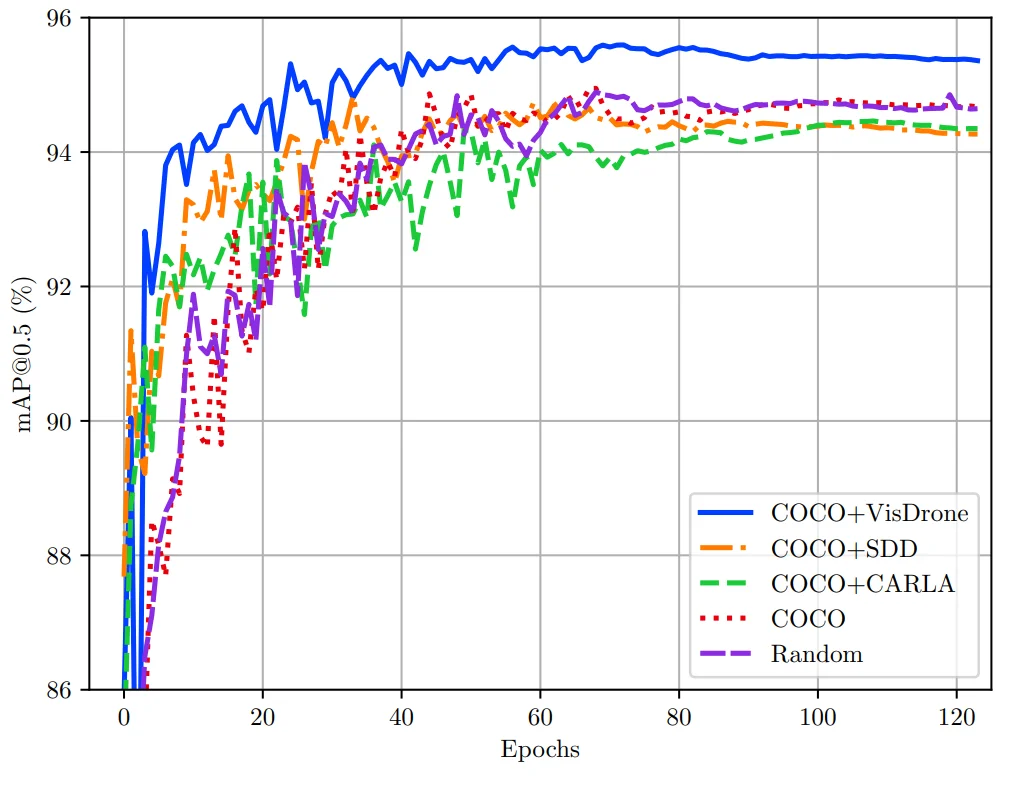 96
94
92
90
88
86
mAP@0.5 (%)
COCO+VisDrone
COCO+SDD
COCO+CARLA
COCO
Random
0 20 40 60 80 100 120
Epochs